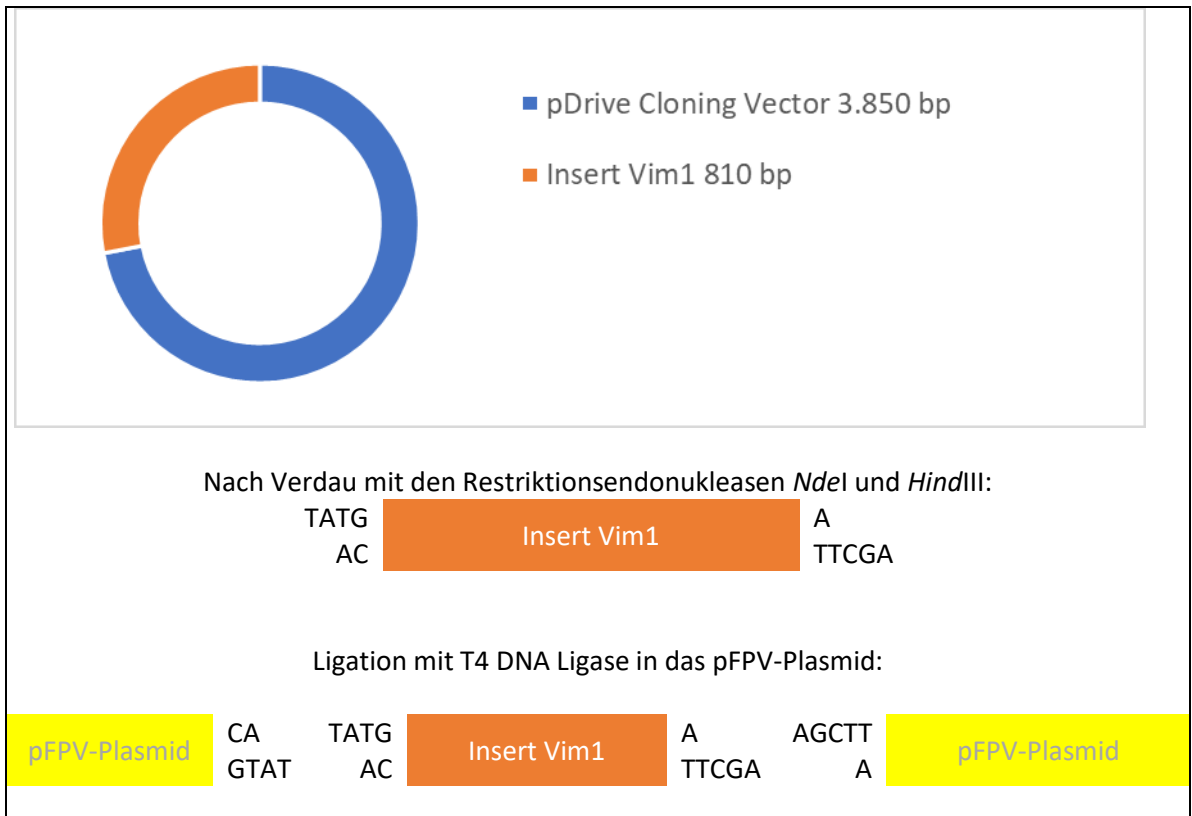 pDrive Cloning Vector 3.850 bp
Insert Vim1 810 bp
Nach Verdau mit den Restriktionsendonukleasen NdeI und HindIII:
TATG Insert Vim1 A
AC TTCGA
Ligation mit T4 DNA Ligase in das pFPV-Plasmid:
pFPV-Plasmid CA TATG Insert Vim1 A AGCTT pFPV-Plasmid
GTAT AC TTCGA A